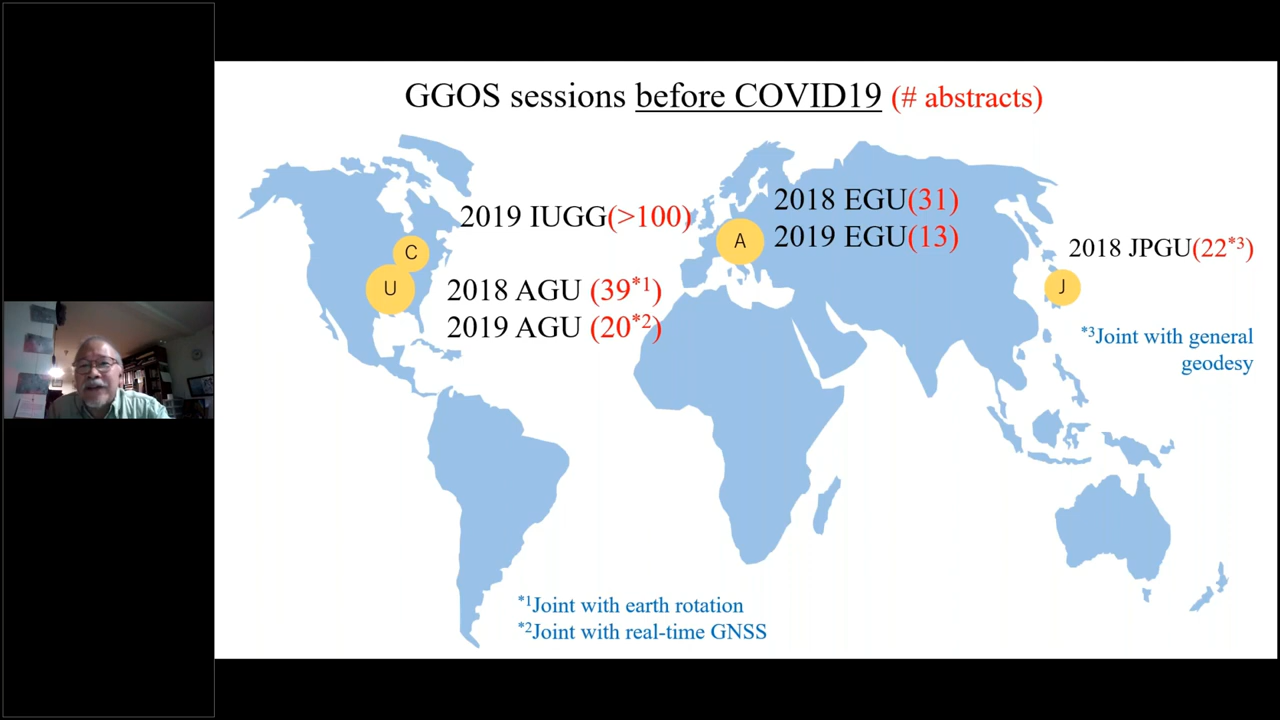 GGOS sessions before COVID19 (# abstracts)
2019 IUGG(>100)
C
U
2018 AGU (39*1)
2019 AGU (20*2)
A
2018 EGU(31)
2019 EGU(13)
2018 JPGU(22*3)
J
*3Joint with general
geodesy
*1Joint with earth rotation
*2Joint with real-time GNSS